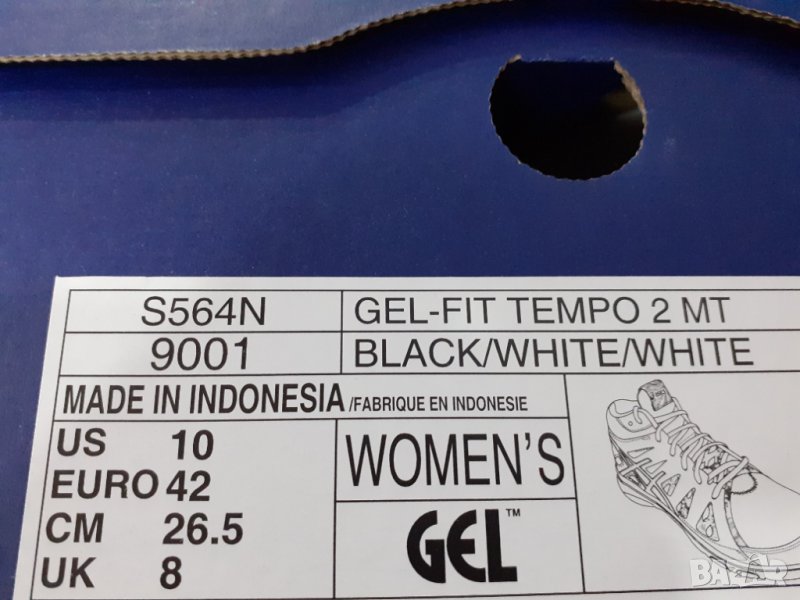 S564N GEL-FIT TEMPO 2 MT
9001 BLACK/WHITE/WHITE
MADE IN INDONESIA /FABRIQUE EN INDONESIE
US 10
EURO 42
CM 26.5
UK 8
WOMEN'S
GEL™
BAZAR